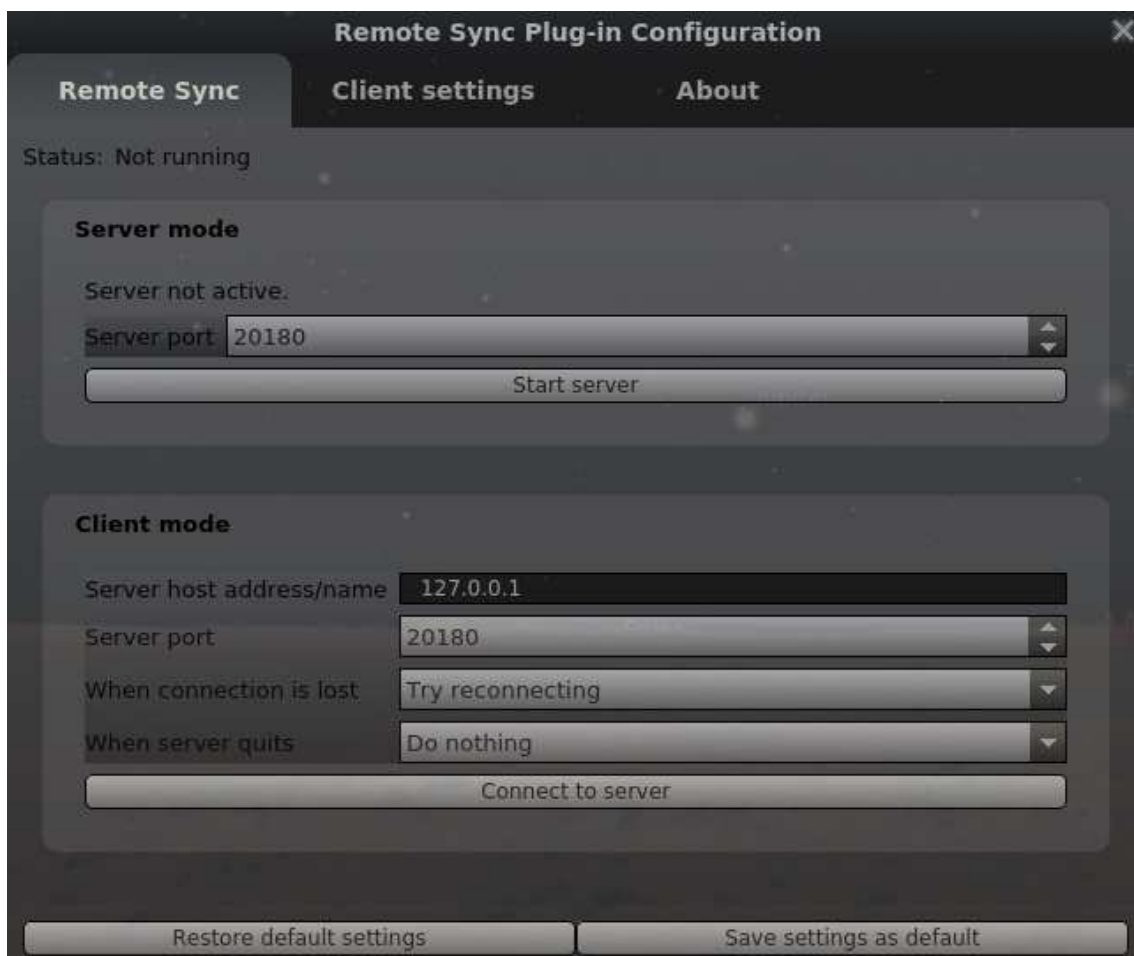 Remote Sync Plug-in Configuration
Remote Sync Client settings About
Status: Not running
Server mode
Server not active.
Server port 20180
Start server
Client mode
Server host address/name 127.0.0.1
Server port 20180
When connection is lost Try reconnecting
When server quits Do nothing
Connect to server
Restore default settings Save settings as default